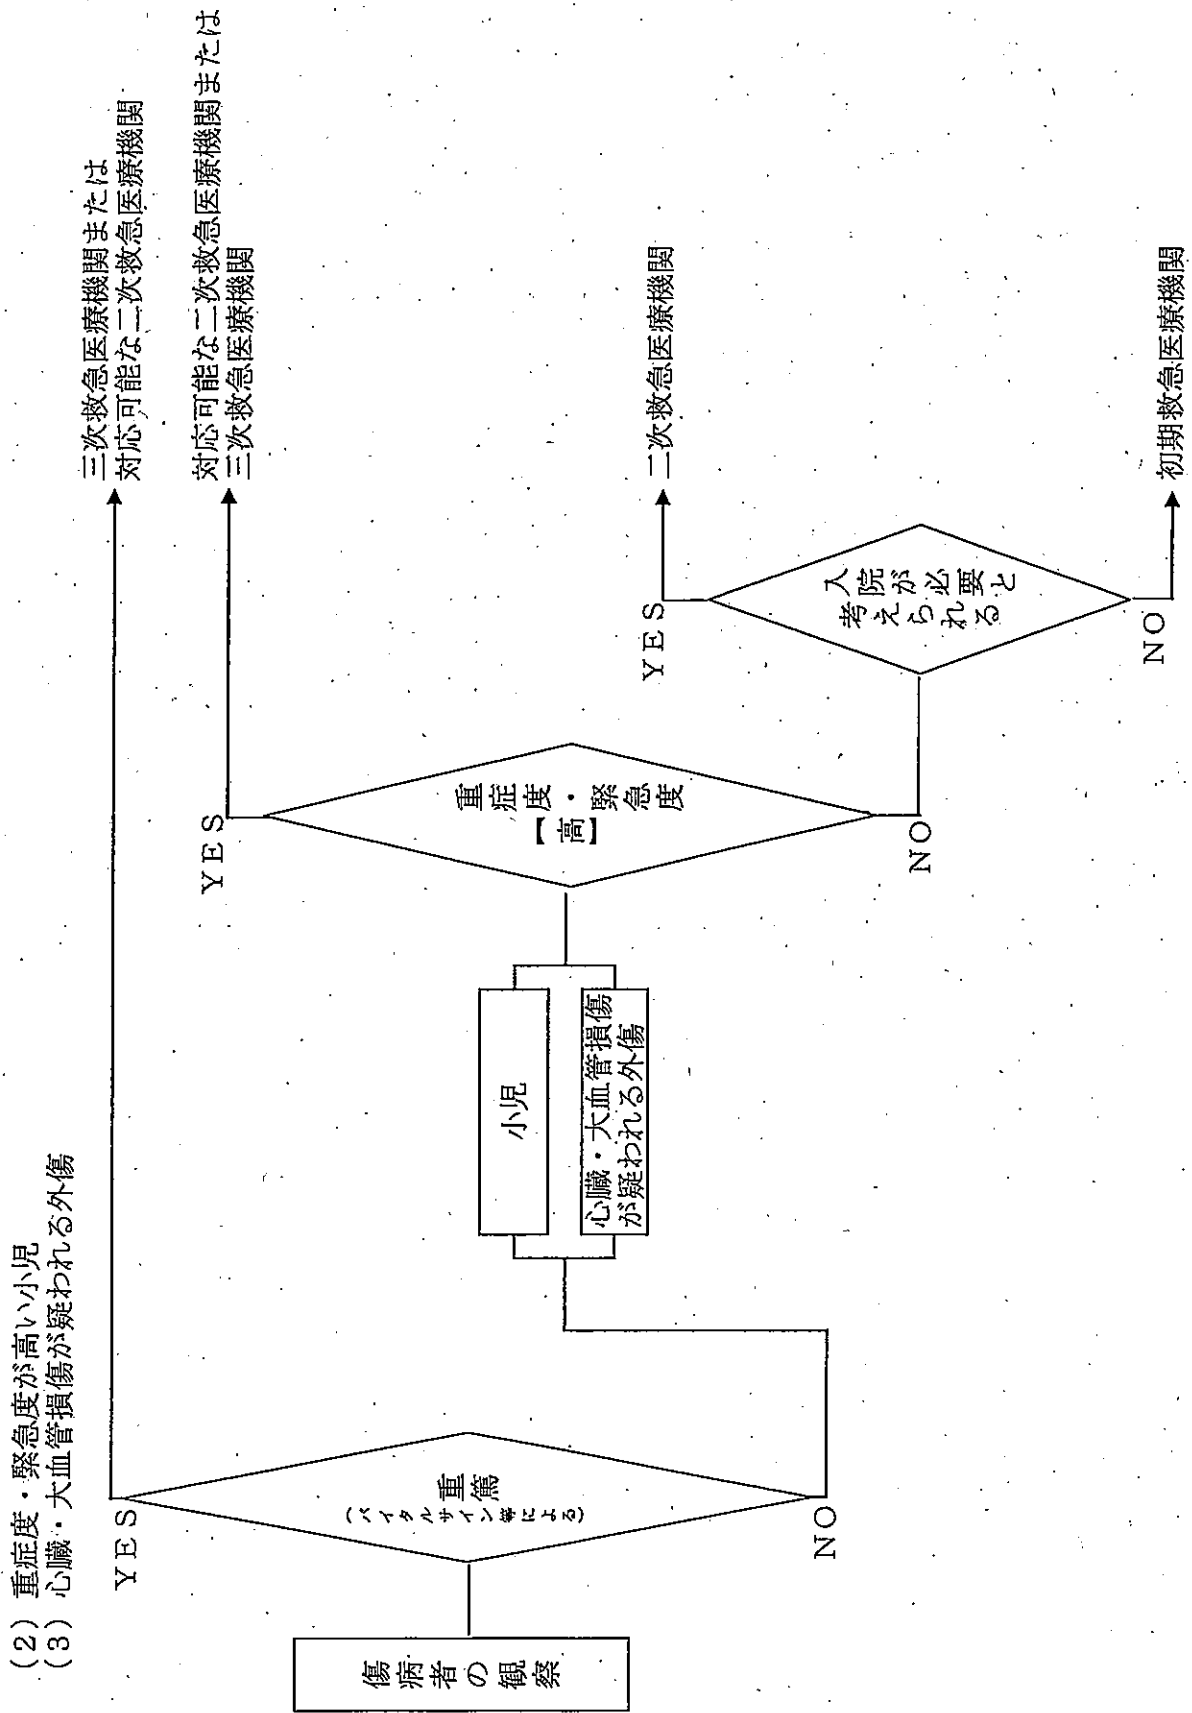 (2) 重症度・緊急度が高い小児
(3) 心臓・大血管損傷が疑われる外傷
傷病者の観察
重篤
(バイタルサイン等による)
YES
NO
三次救急医療機関または
対応可能な二次救急医療機関
小児
心臓・大血管損傷
が疑われる外傷
重症度・緊急度
【高】
YES
NO
対応可能な二次救急医療機関または
三次救急医療機関
入院が必要と
考えられる
YES
NO
二次救急医療機関
初期救急医療機関